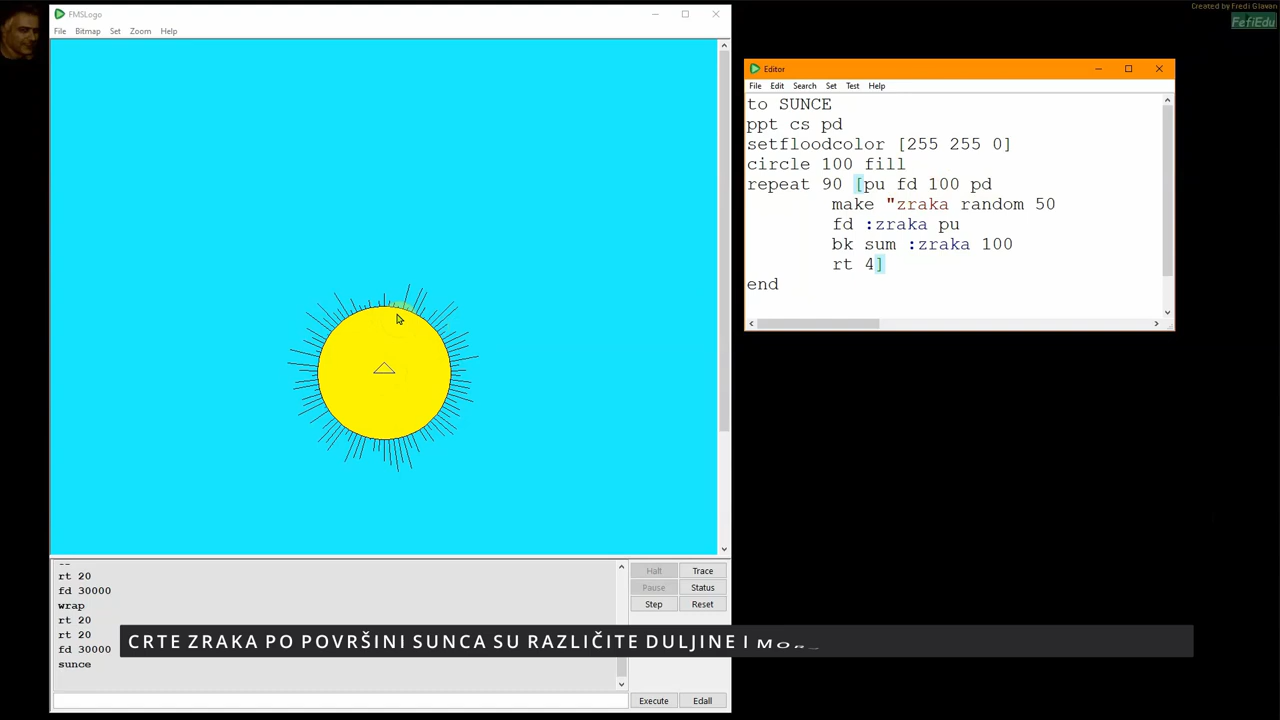 Created by Fredi Glavan
FefiEdu
FMSLogo
File Bitmap Set Zoom Help
Editor
File Edit Search Set Test Help
to SUNCE
ppt cs pd
setfloodcolor [255 255 0]
circle 100 fill
repeat 90 [pu fd 100 pd
make "zraka random 50
fd :zraka pu
bk sum :zraka 100
rt 4]
end
rt 20
fd 30000
wrap
rt 20
rt 20
fd 30000
sunce
Halt Trace
Pause Status
Step Reset
Execute Edall
CRTE ZRAKA PO POVRŠINI SUNCA SU RAZLIČITE DULJINE I